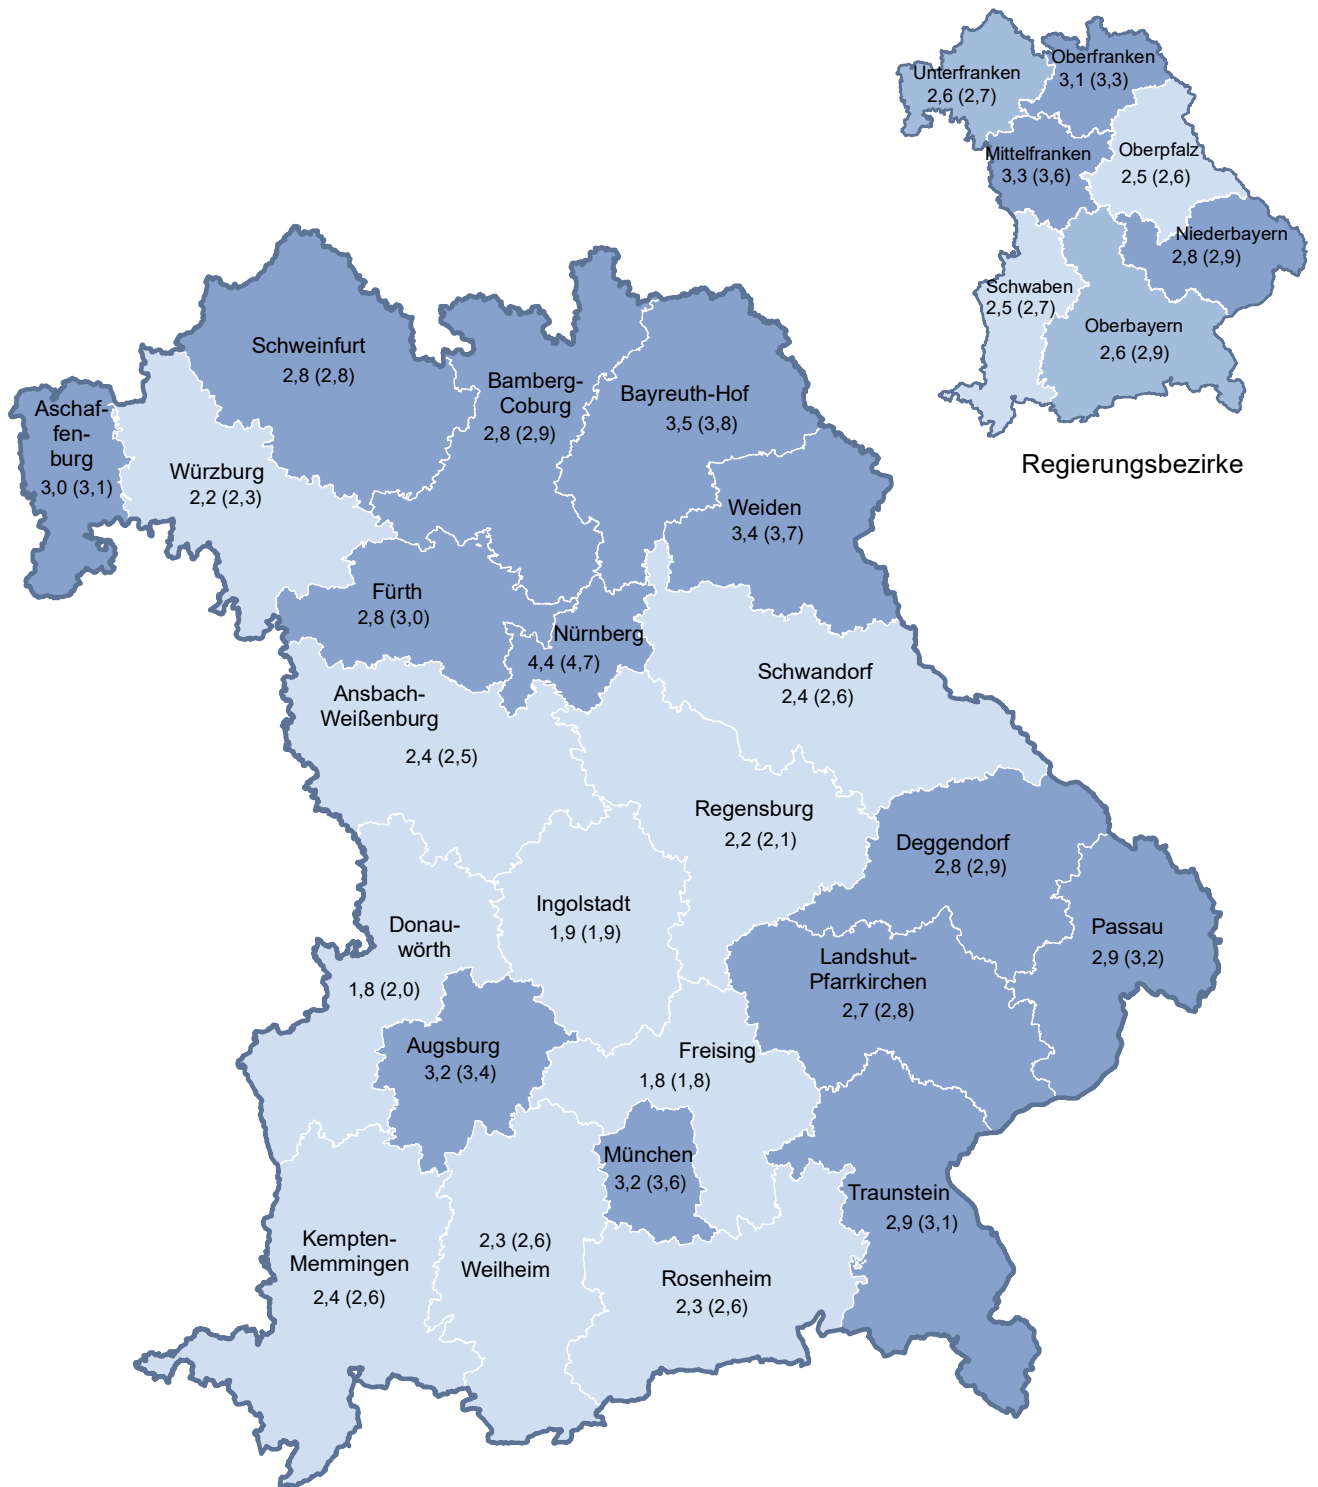 Oberfranken
3,1 (3,3)
Unterfranken
2,6 (2,7)
Mittelfranken
3,3 (3,6)
Oberpfalz
2,5 (2,6)
Niederbayern
2,8 (2,9)
Schwaben
2,5 (2,7)
Oberbayern
2,6 (2,9)
Regierungsbezirke
Schweinfurt
2,8 (2,8)
Bamberg-
Coburg
2,8 (2,9)
Bayreuth-Hof
3,5 (3,8)
Aschaf-
fen-
burg
3,0 (3,1)
Würzburg
2,2 (2,3)
Weiden
3,4 (3,7)
Fürth
2,8 (3,0)
Nürnberg
4,4 (4,7)
Schwandorf
2,4 (2,6)
Ansbach-
Weißenburg
2,4 (2,5)
Regensburg
2,2 (2,1)
Deggendorf
2,8 (2,9)
Ingolstadt
1,9 (1,9)
Donau-
wörth
1,8 (2,0)
Passau
2,9 (3,2)
Landshut-
Pfarrkirchen
2,7 (2,8)
Augsburg
3,2 (3,4)
Freising
1,8 (1,8)
München
3,2 (3,6)
Traunstein
2,9 (3,1)
Kempten-
Memmingen
2,4 (2,6)
2,3 (2,6)
Weilheim
Rosenheim
2,3 (2,6)